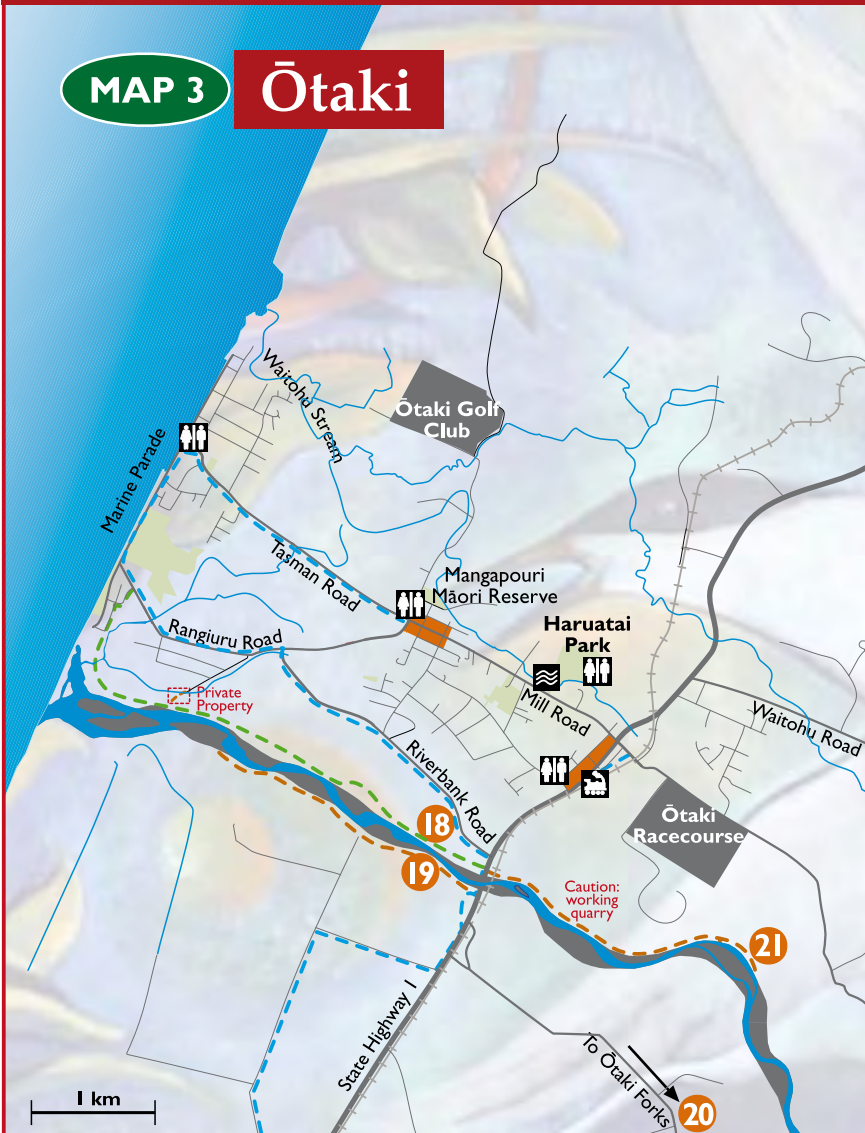 MAP 3
Ōtaki
Waitohu Stream
Ōtaki Golf
Club
Marine Parade
Tasman Road
Mangapouri
Māori Reserve
Haruatai
Park
Rangiuru Road
Private
Property
Mill Road
Waitohu Road
Riverbank Road
Ōtaki
Racecourse
18
19
Caution:
working
quarry
21
State Highway 1
To Ōtaki Forks
20
1 km